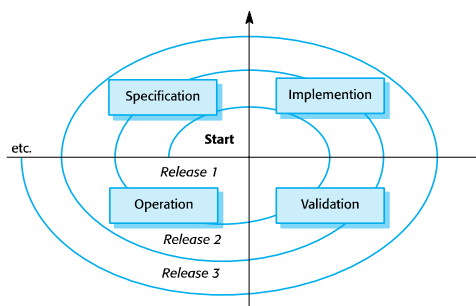 Specification
Implemention
Start
etc.
Release 1
Operation
Validation
Release 2
Release 3